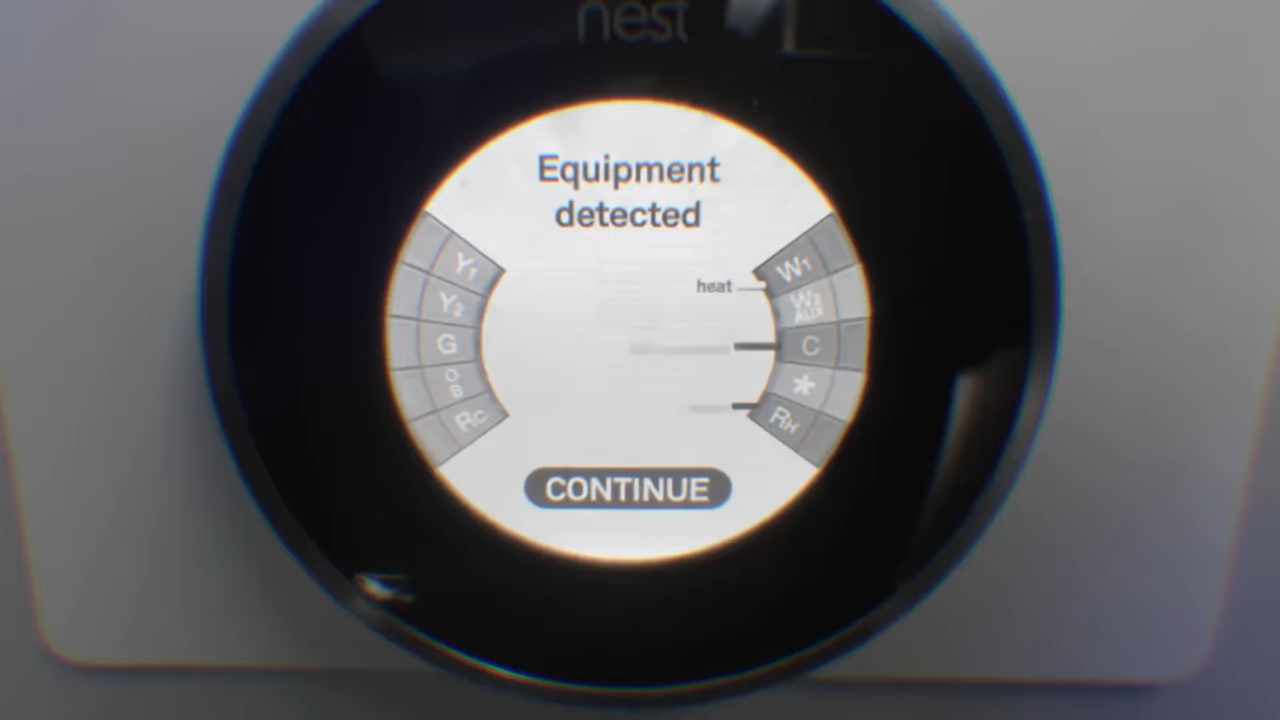 nest
Equipment
detected
Y1
Y2
G
O
B
Rc
W1
W2
AUX
C
*
RH
heat
CONTINUE